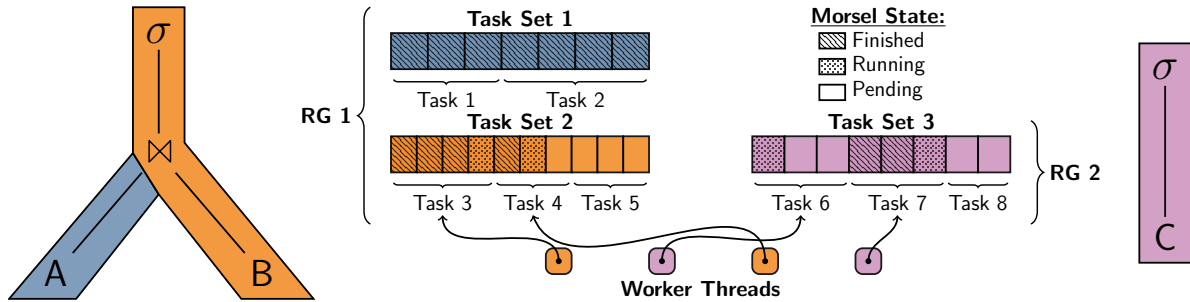 σ
⋈
A
B
RG 1
Task Set 1
Task 1
Task 2
Task Set 2
Task 3
Task 4
Task 5
Morsel State:
Finished
Running
Pending
Task Set 3
Task 6
Task 7
Task 8
RG 2
Worker Threads
σ
C